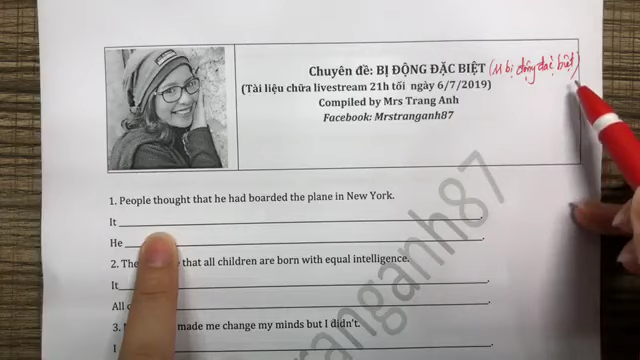 Chuyên đề: BỊ ĐỘNG ĐẶC BIỆT (11 bị động đặc biệt)
(Tài liệu chữa livestream 21h tối ngày 6/7/2019)
Compiled by Mrs Trang Anh
Facebook: Mrstranganh87
1. People thought that he had boarded the plane in New York.
It
He
2. that all children are born with equal intelligence.
It
All
3. made me change my minds but I didn't.
I
tranganh87